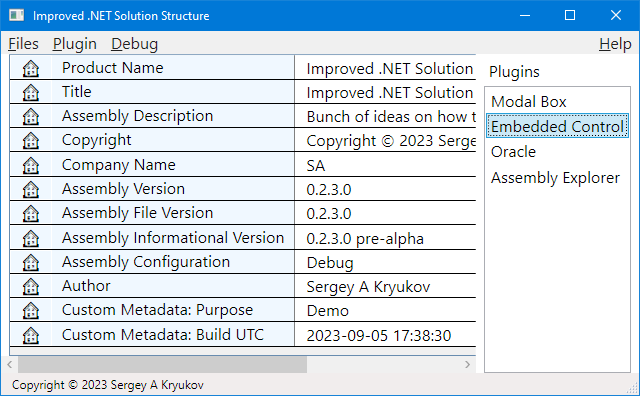 Improved .NET Solution Structure
Files Plugin Debug Help
Product Name Improved .NET Solution
Title Improved .NET Solution
Assembly Description Bunch of ideas on how t
Copyright Copyright © 2023 Serge
Company Name SA
Assembly Version 0.2.3.0
Assembly File Version 0.2.3.0
Assembly Informational Version 0.2.3.0 pre-alpha
Assembly Configuration Debug
Author Sergey A Kryukov
Custom Metadata: Purpose Demo
Custom Metadata: Build UTC 2023-09-05 17:38:30
Plugins
Modal Box
Embedded Control
Oracle
Assembly Explorer
Copyright © 2023 Sergey A Kryukov